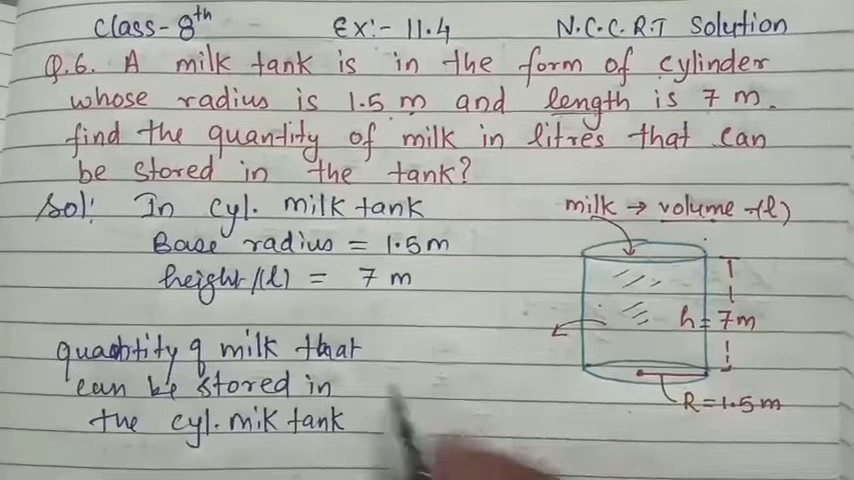 Class-8th Ex:- 11.4 N.C.C.R.T Solution
Q.6. A milk tank is in the form of cylinder
whose radius is 1.5 m and length is 7 m.
find the quantity of milk in litres that can
be stored in the tank?
Sol: In cyl. milk tank
Base radius = 1.5m
height/(l) = 7 m
quantity of milk that
can be stored in
the cyl. mik tank
milk → volume -(l)
h = 7m
R = 1.5 m